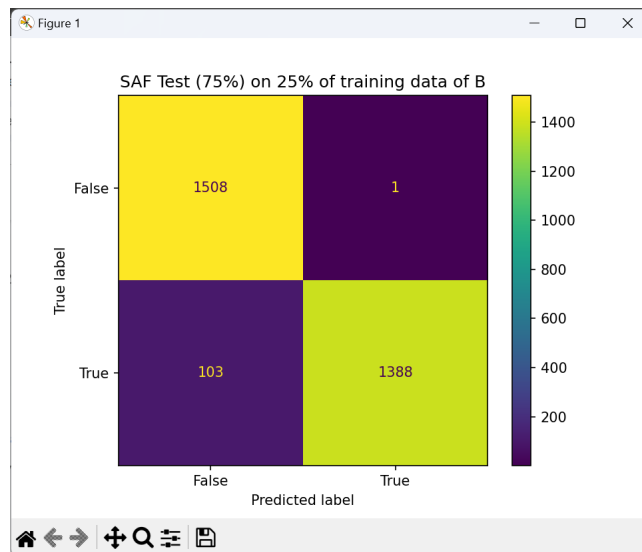 Figure 1
SAF Test (75%) on 25% of training data of B
False
1508
1
True
103
1388
False
True
True label
Predicted label
1400
1200
1000
800
600
400
200